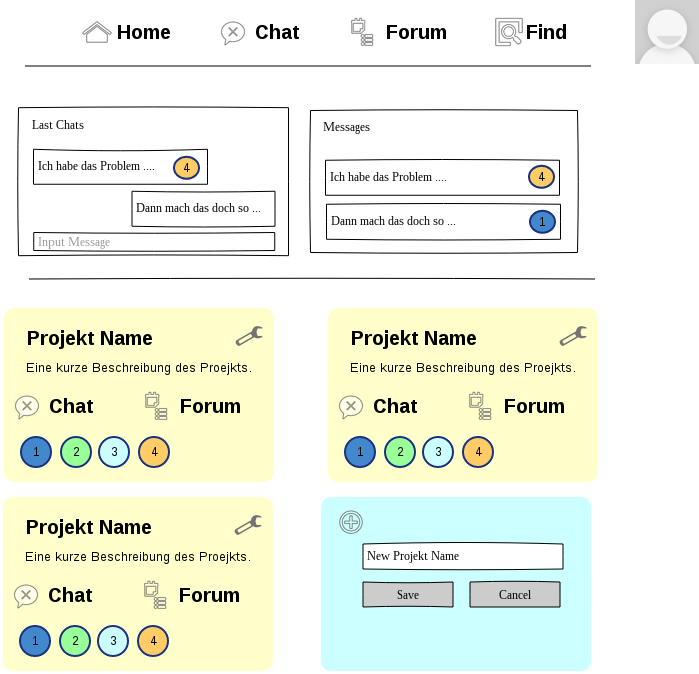 Home Chat Forum Find
Last Chats
Ich habe das Problem .... 4
Dann mach das doch so ...
Input Message
Messages
Ich habe das Problem .... 4
Dann mach das doch so ... 1
Projekt Name
Eine kurze Beschreibung des Proejkts.
Chat Forum
1 2 3 4
Projekt Name
Eine kurze Beschreibung des Proejkts.
Chat Forum
1 2 3 4
Projekt Name
Eine kurze Beschreibung des Proejkts.
Chat Forum
1 2 3 4
New Projekt Name
Save Cancel